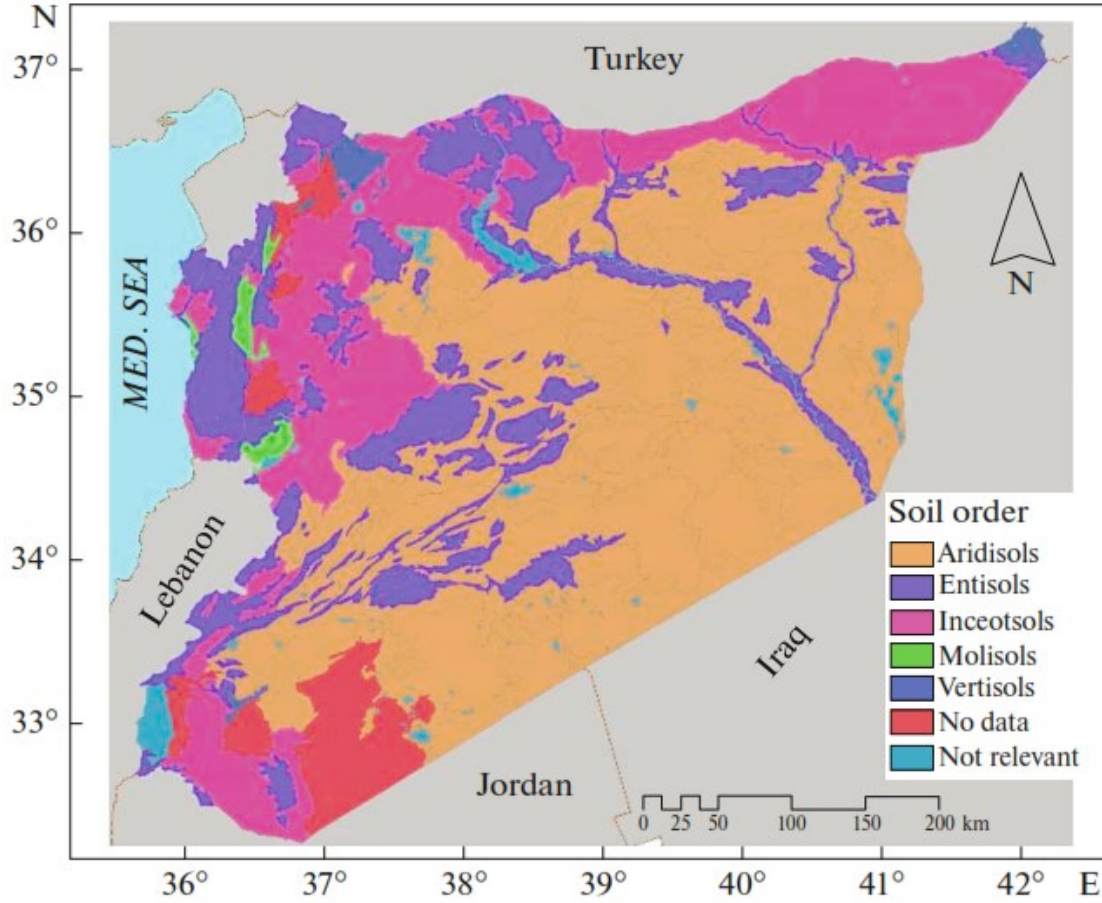 N
37°
36°
35°
34°
33°
Turkey
MED. SEA
Lebanon
N
Iraq
Jordan
Soil order
Aridisols
Entisols
Inceotsols
Molisols
Vertisols
No data
Not relevant
0 25 50 100 150 200 km
36° 37° 38° 39° 40° 41° 42° E